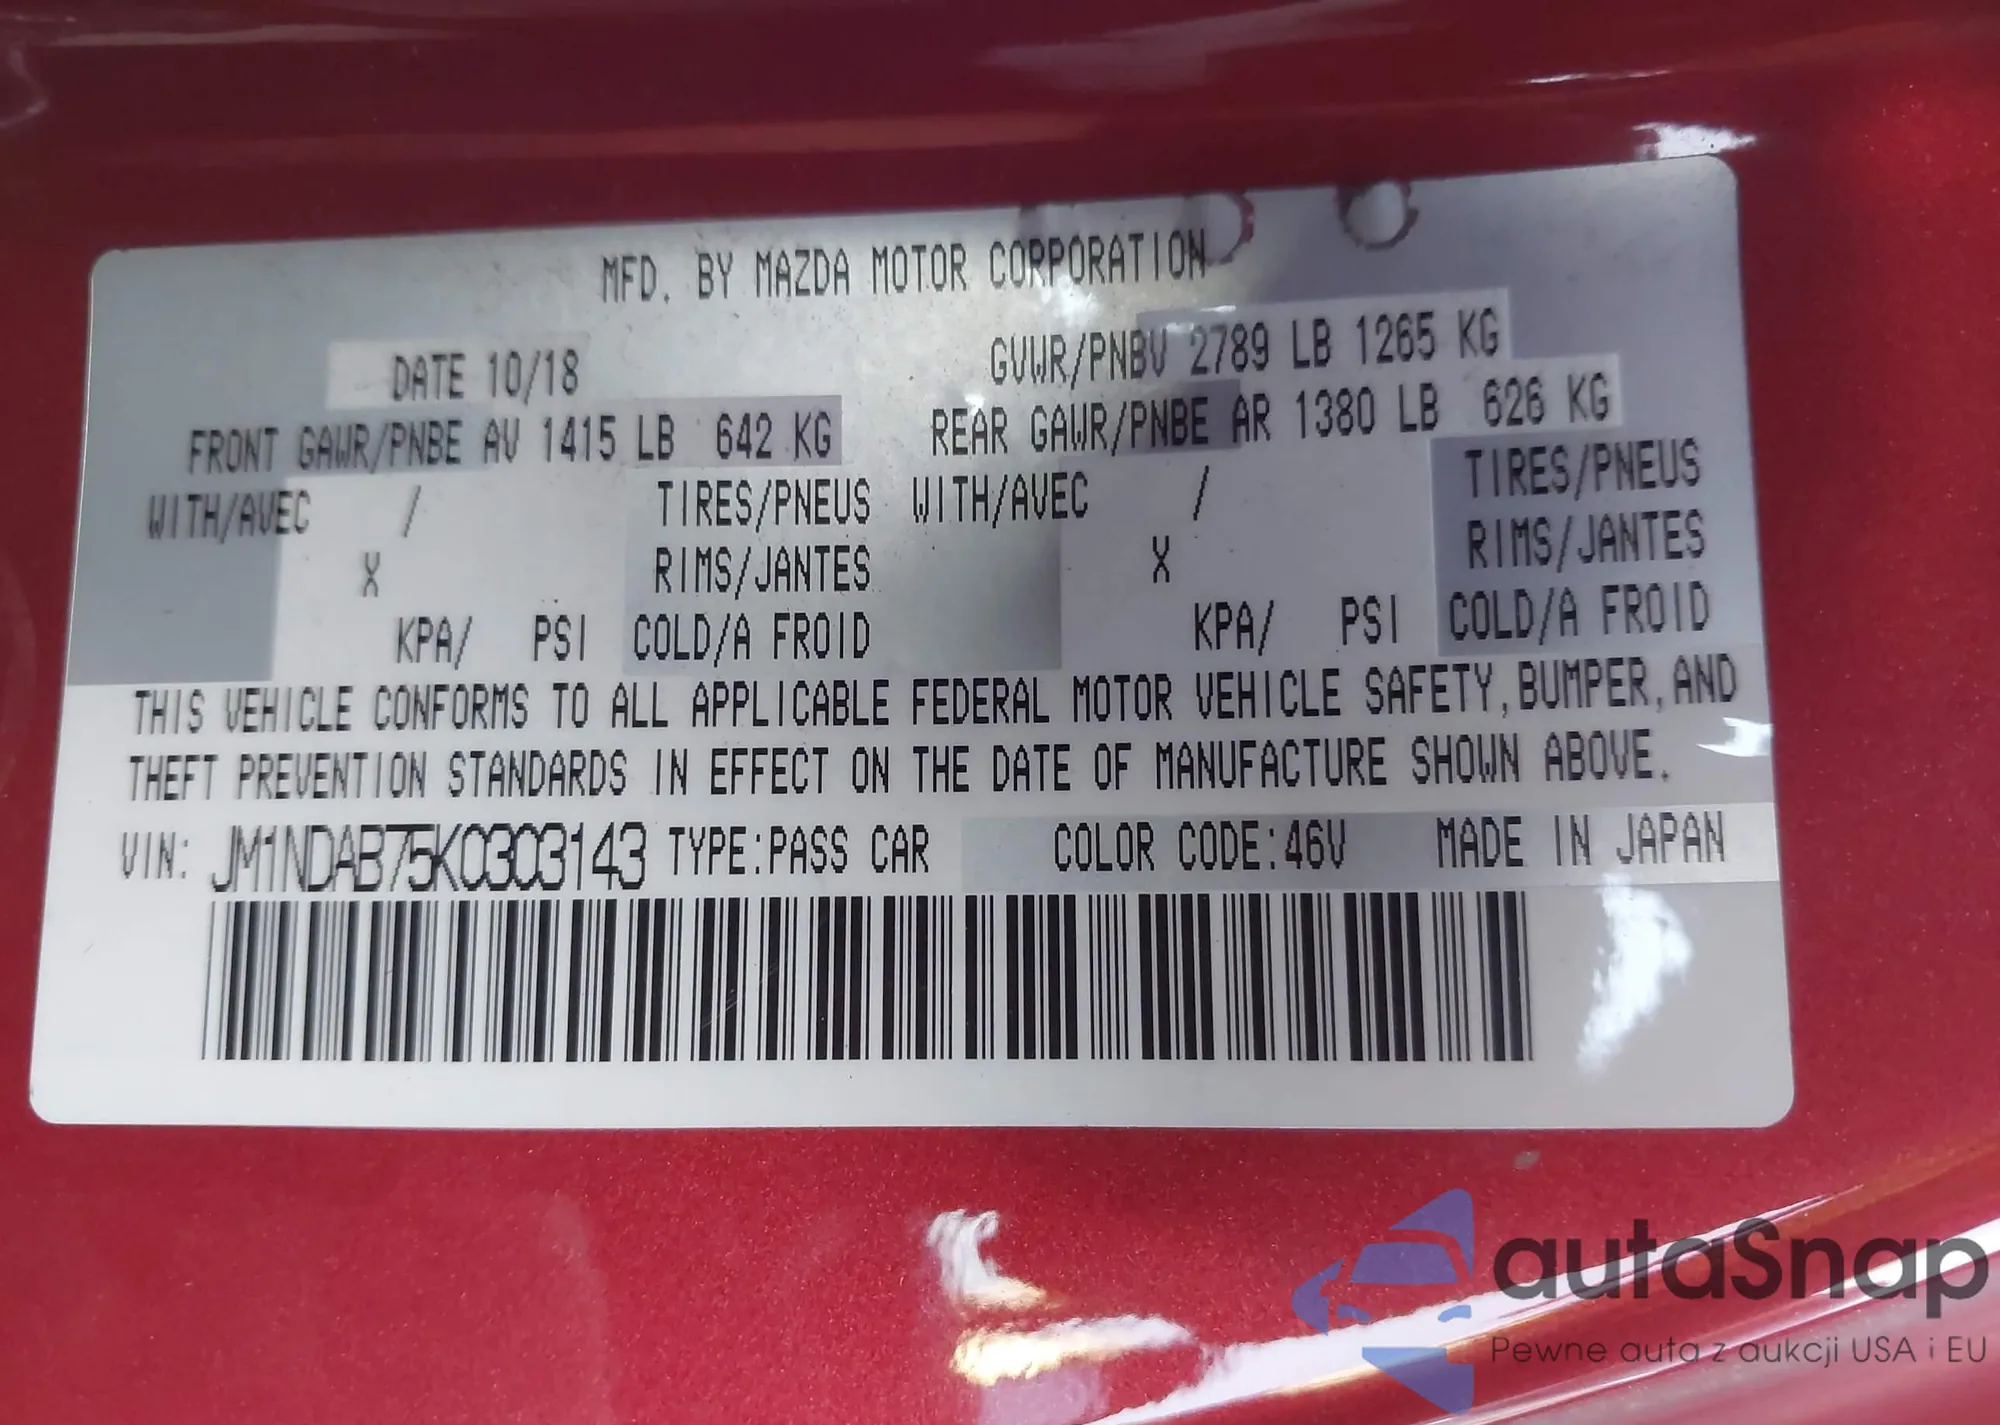 MFD. BY MAZDA MOTOR CORPORATION
DATE 10/18 GVWR/PNBV 2789 LB 1265 KG
FRONT GAWR/PNBE AV 1415 LB 642 KG REAR GAWR/PNBE AR 1380 LB 626 KG
WITH/AVEC / TIRES/PNEUS WITH/AVEC / TIRES/PNEUS
X RIMS/JANTES X RIMS/JANTES
KPA/ PSI COLD/A FROID KPA/ PSI COLD/A FROID
THIS VEHICLE CONFORMS TO ALL APPLICABLE FEDERAL MOTOR VEHICLE SAFETY, BUMPER, AND
THEFT PREVENTION STANDARDS IN EFFECT ON THE DATE OF MANUFACTURE SHOWN ABOVE.
VIN: JM1NDAB75K0303143 TYPE:PASS CAR COLOR CODE:46V MADE IN JAPAN
autaSnap
Pewne auta z aukcji USA i EU